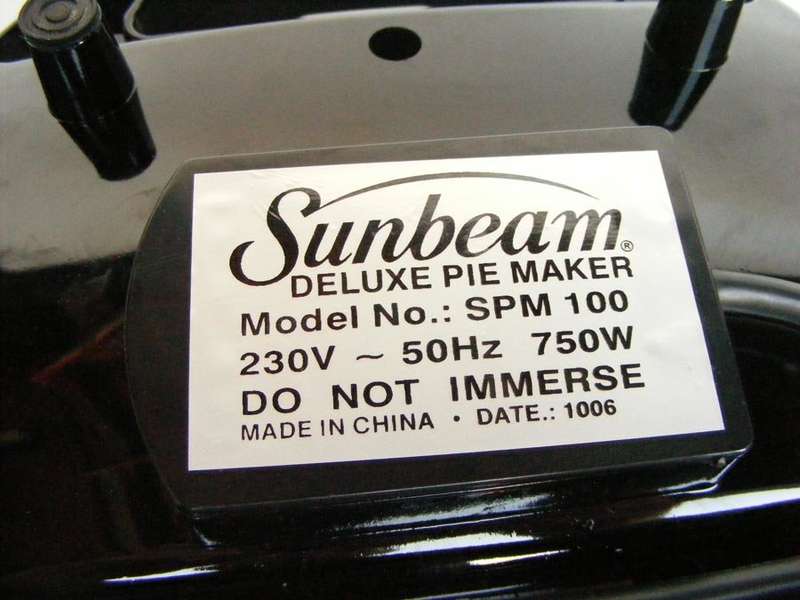 Sunbeam®
DELUXE PIE MAKER
Model No.: SPM 100
230V ~ 50Hz 750W
DO NOT IMMERSE
MADE IN CHINA • DATE.: 1006